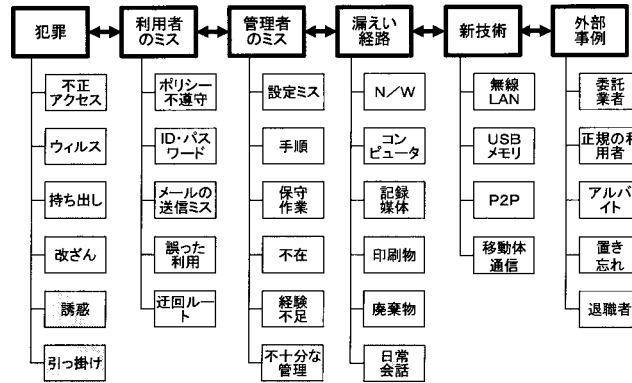 犯罪
利用者
のミス
管理者
のミス
漏えい
経路
新技術
外部
事例
不正
アクセス
ウィルス
持ち出し
改ざん
誘惑
引っ掛け
ポリシー
不遵守
ID・パス
ワード
メールの
送信ミス
誤った
利用
迂回ルー
ト
設定ミス
手順
保守
作業
不在
経験
不足
不十分な
管理
N／W
コン
ピュータ
記録
媒体
印刷物
廃棄物
日常
会話
無線
LAN
USB
メモリ
P2P
移動体
通信
委託
業者
正規の利
用者
アルバ
イト
置き
忘れ
退職者